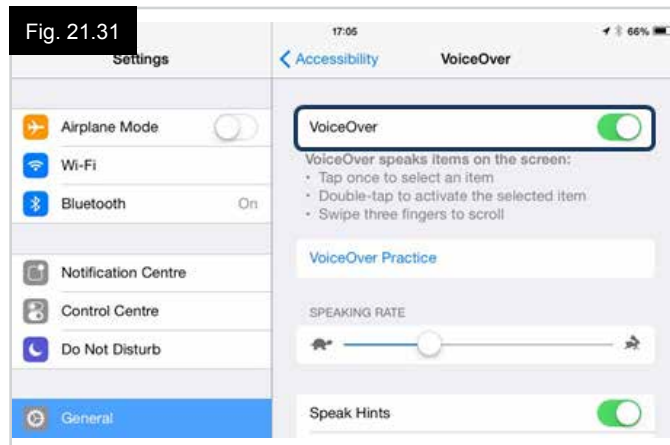 Fig. 21.31
17:05
66%
Settings
Accessibility
VoiceOver
Airplane Mode
Wi-Fi
Bluetooth On
Notification Centre
Control Centre
Do Not Disturb
General
VoiceOver
VoiceOver speaks items on the screen:
• Tap once to select an item
• Double-tap to activate the selected item
• Swipe three fingers to scroll
VoiceOver Practice
SPEAKING RATE
Speak Hints